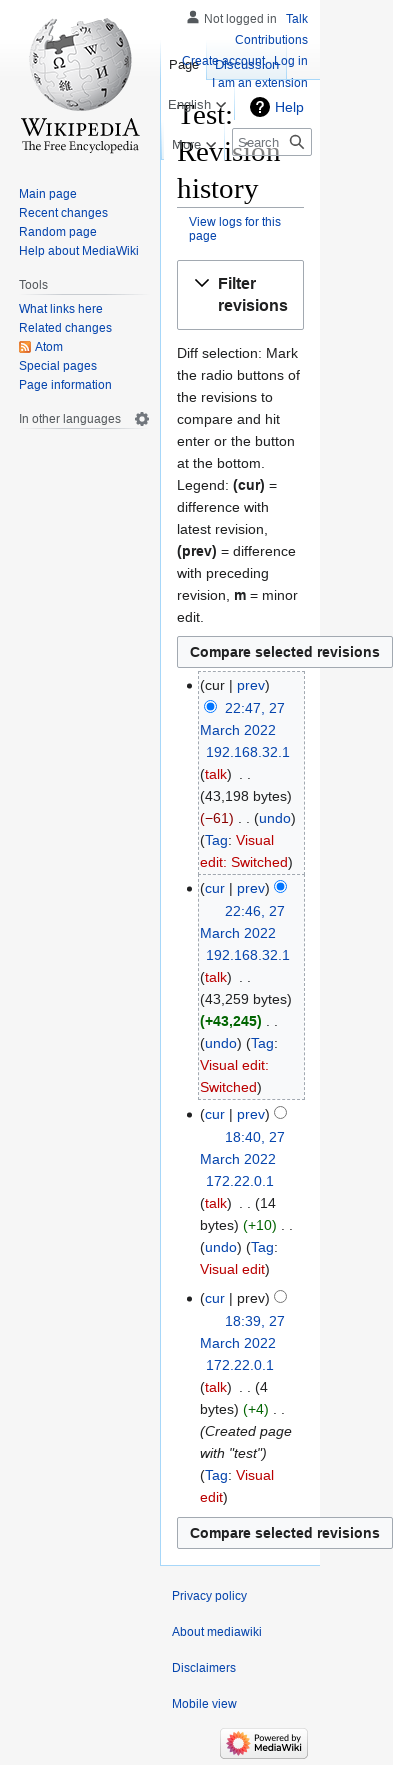 Not logged in Talk
Contributions
Create account Log in
I am an extension
Page Discussion
English
Help
More
Search
WIKIPEDIA
The Free Encyclopedia
Main page
Recent changes
Random page
Help about MediaWiki
Tools
What links here
Related changes
Atom
Special pages
Page information
In other languages
Test:
Revision
history
View logs for this
page
Filter
revisions
Diff selection: Mark
the radio buttons of
the revisions to
compare and hit
enter or the button
at the bottom.
Legend: (cur) =
difference with
latest revision,
(prev) = difference
with preceding
revision, m = minor
edit.
Compare selected revisions
(cur | prev)
22:47, 27
March 2022
192.168.32.1
(talk) . .
(43,198 bytes)
(−61) . . (undo)
(Tag: Visual
edit: Switched)
(cur | prev)
22:46, 27
March 2022
192.168.32.1
(talk) . .
(43,259 bytes)
(+43,245) . .
(undo) (Tag:
Visual edit:
Switched)
(cur | prev)
18:40, 27
March 2022
172.22.0.1
(talk) . . (14
bytes) (+10) . .
(undo) (Tag:
Visual edit)
(cur | prev)
18:39, 27
March 2022
172.22.0.1
(talk) . . (4
bytes) (+4) . .
(Created page
with "test")
(Tag: Visual
edit)
Compare selected revisions
Privacy policy
About mediawiki
Disclaimers
Mobile view
Powered by
MediaWiki